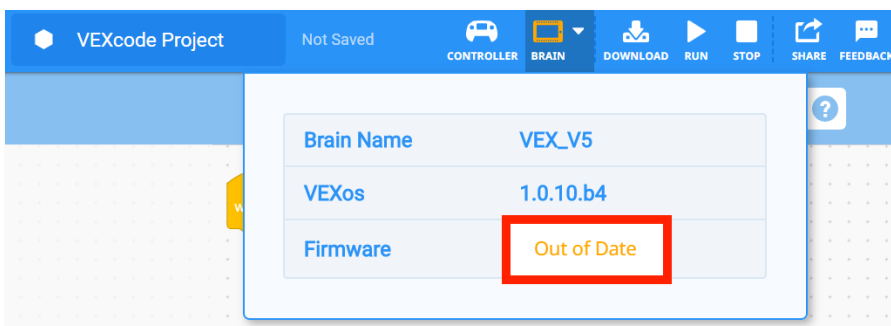 VEXcode Project
Not Saved
CONTROLLER
BRAIN
DOWNLOAD
RUN
STOP
SHARE
FEEDBACK
?
Brain Name VEX_V5
VEXos 1.0.10.b4
Firmware Out of Date